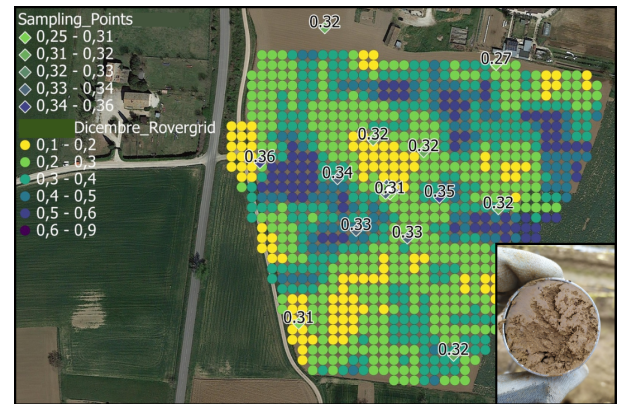 Sampling_Points
0,25 - 0,31
0,31 - 0,32
0,32 - 0,33
0,33 - 0,34
0,34 - 0,36
Dicembre_Rovergrid
0,1 - 0,2
0,2 - 0,3
0,3 - 0,4
0,4 - 0,5
0,5 - 0,6
0,6 - 0,9
0.32
0.27
0.32
0.32
0.36
0.34
0.31
0.35
0.32
0.33
0.33
0.31
0.32